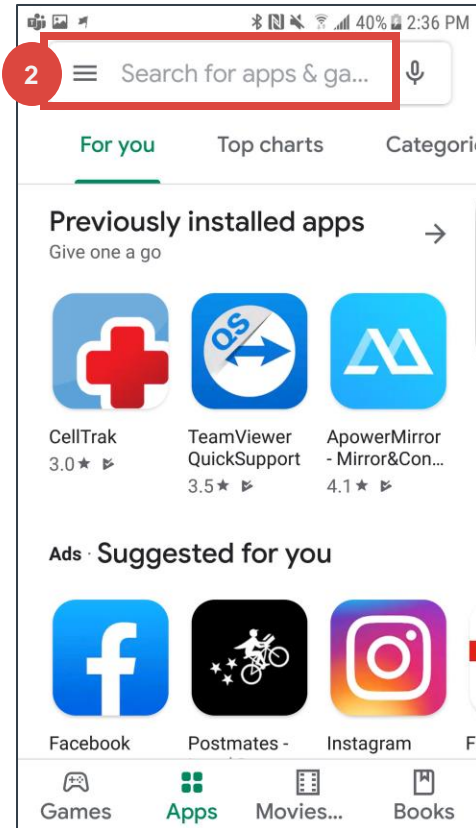 40% 2:36 PM
2
Search for apps & ga...
For you Top charts Categori
Previously installed apps
Give one a go
QS
CellTrak TeamViewer ApowerMirror
QuickSupport - Mirror&Con...
3.0★ 3.5★ 4.1★
Ads · Suggested for you
Facebook Postmates - Instagram F
Games Apps Movies... Books